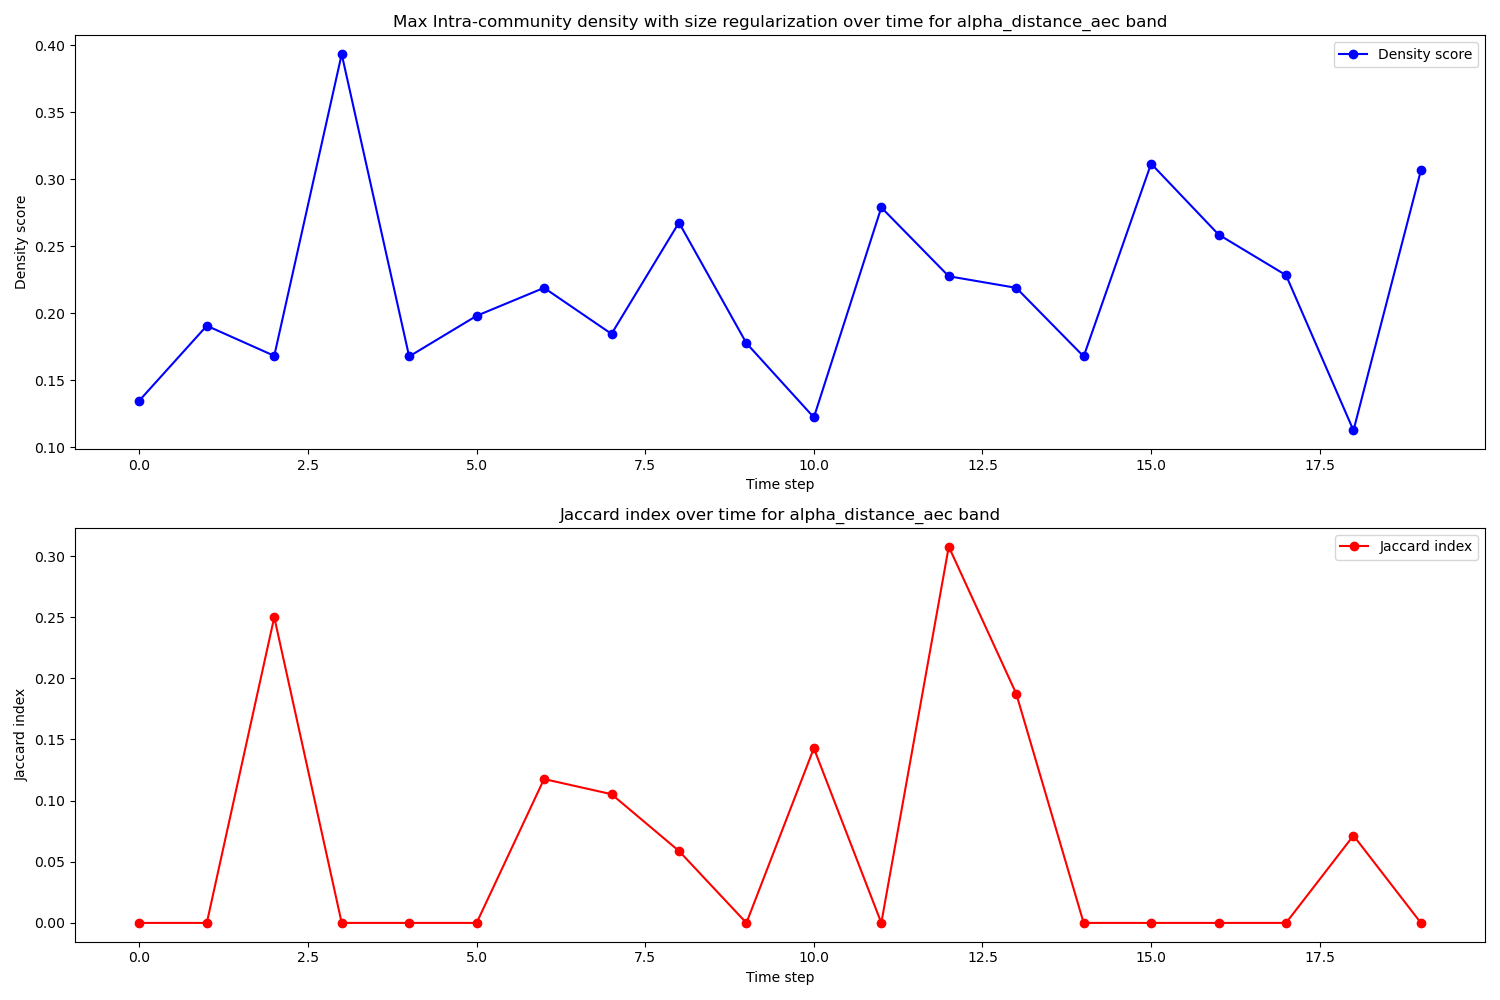 Max Intra-community density with size regularization over time for alpha_distance_aec band
Density score
0.40
0.35
0.30
0.25
0.20
0.15
0.10
Density score
0.0 2.5 5.0 7.5 10.0 12.5 15.0 17.5
Time step
Jaccard index over time for alpha_distance_aec band
Jaccard index
0.30
0.25
0.20
0.15
0.10
0.05
0.00
Jaccard index
0.0 2.5 5.0 7.5 10.0 12.5 15.0 17.5
Time step